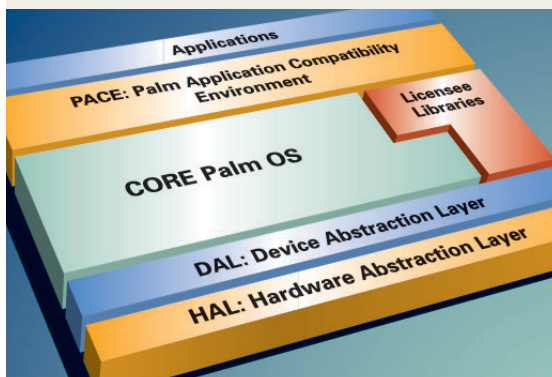 Applications
PACE: Palm Application Compatibility
Environment
Licensee
Libraries
CORE Palm OS
DAL: Device Abstraction Layer
HAL: Hardware Abstraction Layer